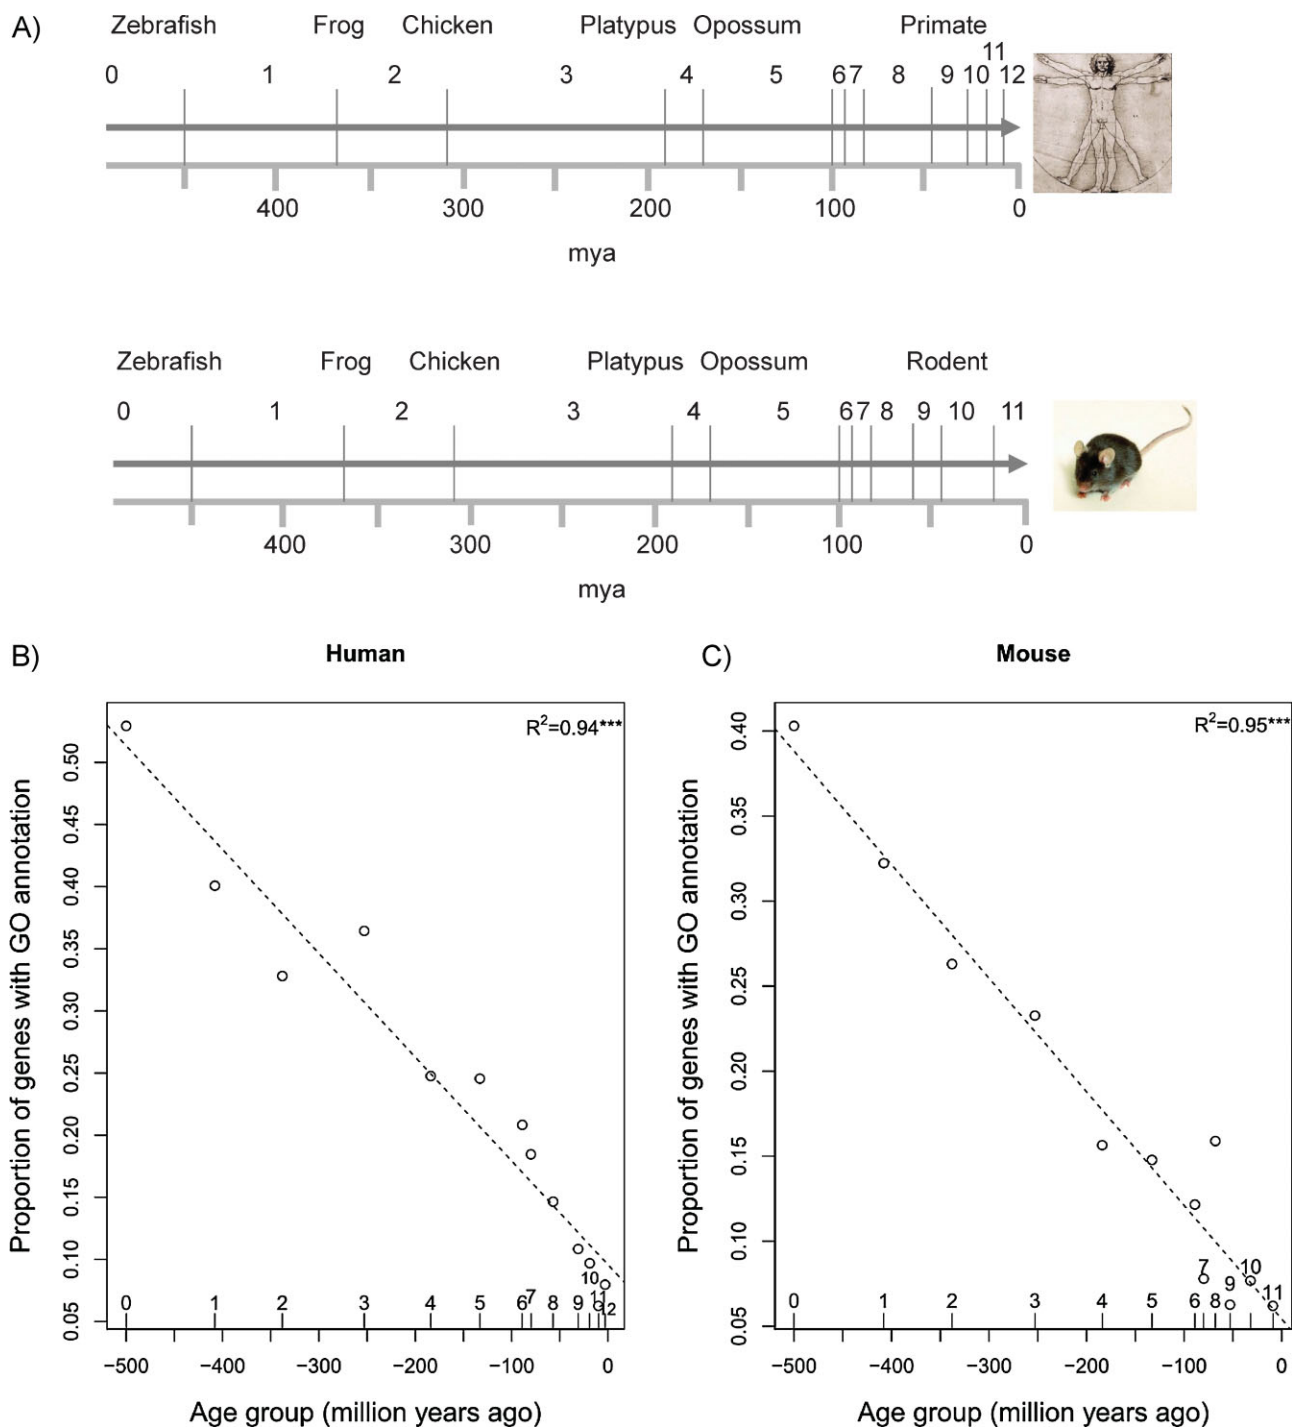 A)
Zebrafish Frog Chicken Platypus Opossum Primate
0 1 2 3 4 5 6 7 8 9 10 11 12
400 300 200 100 0
mya
Zebrafish Frog Chicken Platypus Opossum Rodent
0 1 2 3 4 5 6 7 8 9 10 11
400 300 200 100 0
mya
B) Human
R²=0.94***
Proportion of genes with GO annotation
0.50
0.45
0.40
0.35
0.30
0.25
0.20
0.15
0.10
0.05
0 1 2 3 4 5 6 7 8 9 10 11 12
−500 −400 −300 −200 −100 0
Age group (million years ago)
C) Mouse
R²=0.95***
Proportion of genes with GO annotation
0.40
0.35
0.30
0.25
0.20
0.15
0.10
0.05
0 1 2 3 4 5 6 7 8 9 10 11
−500 −400 −300 −200 −100 0
Age group (million years ago)